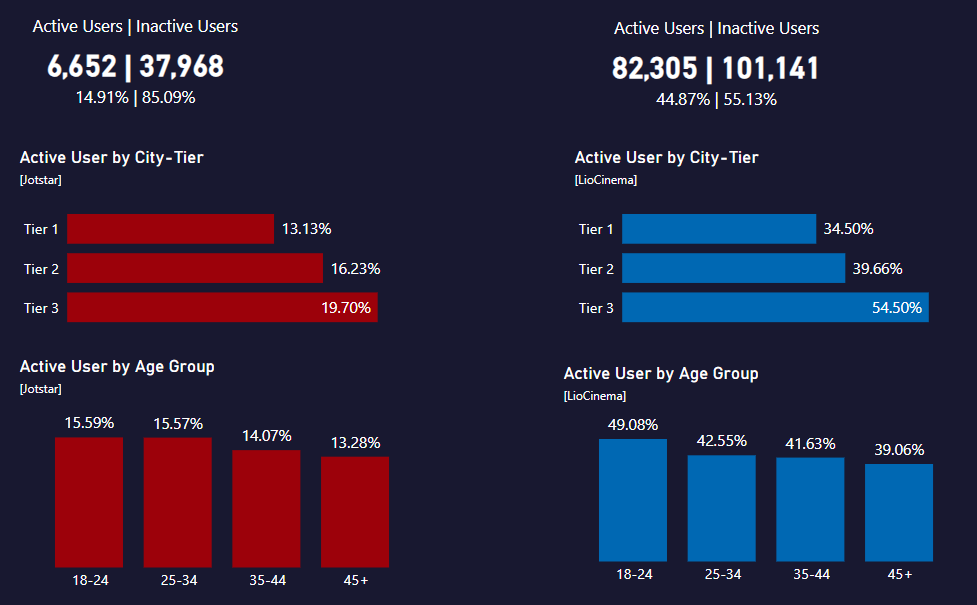 Active Users | Inactive Users
6,652 | 37,968
14.91% | 85.09%
Active User by City-Tier
[Jotstar]
Tier 1 13.13%
Tier 2 16.23%
Tier 3 19.70%
Active User by Age Group
[Jotstar]
15.59% 15.57% 14.07% 13.28%
18-24 25-34 35-44 45+
Active Users | Inactive Users
82,305 | 101,141
44.87% | 55.13%
Active User by City-Tier
[LioCinema]
Tier 1 34.50%
Tier 2 39.66%
Tier 3 54.50%
Active User by Age Group
[LioCinema]
49.08% 42.55% 41.63% 39.06%
18-24 25-34 35-44 45+